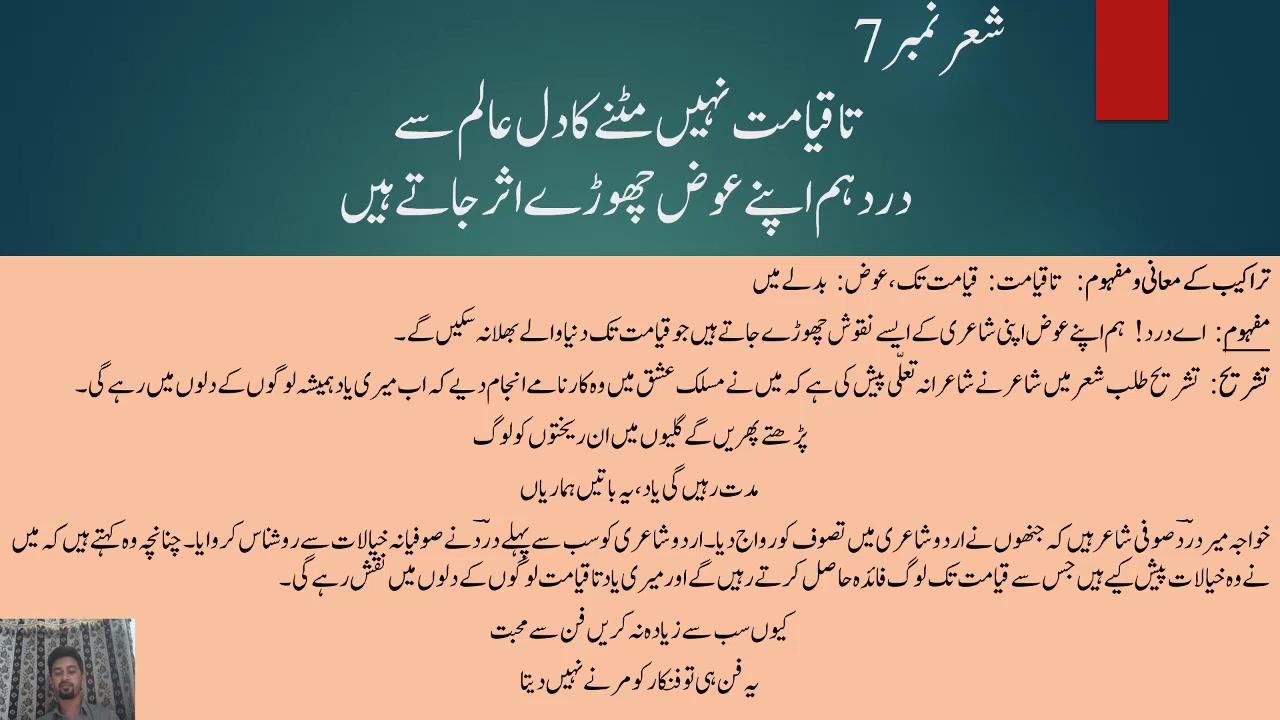 شعر نمبر 7
تا قیامت نہیں مٹنے کا دل عالم سے
درد ہم اپنے عوض چھوڑے اثر جاتے ہیں
تراکیب کے معانی و مفہوم: تا قیامت: قیامت تک، عوض: بدلے میں
مفہوم: اے درد! ہم اپنے عوض اپنی شاعری کے ایسے نقوش چھوڑے جاتے ہیں جو قیامت تک دنیا والے بھلا نہ سکیں گے۔
تشریح: تشریح طلب شعر میں شاعر نے شاعرانہ تعلّی پیش کی ہے کہ میں نے مسلک عشق میں وہ کارنامے انجام دیے کہ اب میری یاد ہمیشہ لوگوں کے دلوں میں رہے گی۔
پڑھتے پھریں گے گلیوں میں ان ریختوں کو لوگ
مدت رہیں گی یاد، یہ باتیں ہماریاں
خواجہ میر دردؔ صوفی شاعر ہیں کہ جنھوں نے اردو شاعری میں تصوف کو رواج دیا۔ اردو شاعری کو سب سے پہلے دردؔ نے صوفیانہ خیالات سے روشناس کروایا۔ چنانچہ وہ کہتے ہیں کہ میں
نے وہ خیالات پیش کیے ہیں جس سے قیامت تک لوگ فائدہ حاصل کرتے رہیں گے اور میری یاد تا قیامت لوگوں کے دلوں میں نقش رہے گی۔
کیوں سب سے زیادہ نہ کریں فن سے محبت
یہ فن ہی تو فنکار کو مرنے نہیں دیتا